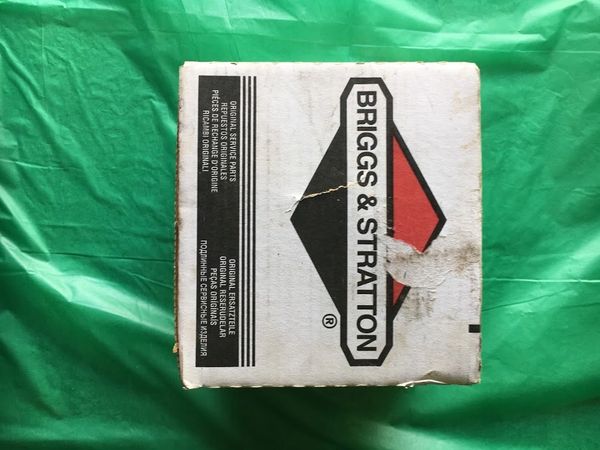 BRIGGS & STRATTON®
ORIGINAL SERVICE PARTS
REPUESTOS ORIGINALES
PIÈCES DE RECHANGE D'ORIGINE
RICAMBI ORIGINALI
ORIGINAL ERSATZTEILE
ORIGINAL RESERVDELAR
PEÇAS ORIGINAIS
ПОДЛИННЫЕ СЕРВИСНЫЕ ИЗДЕЛИЯ